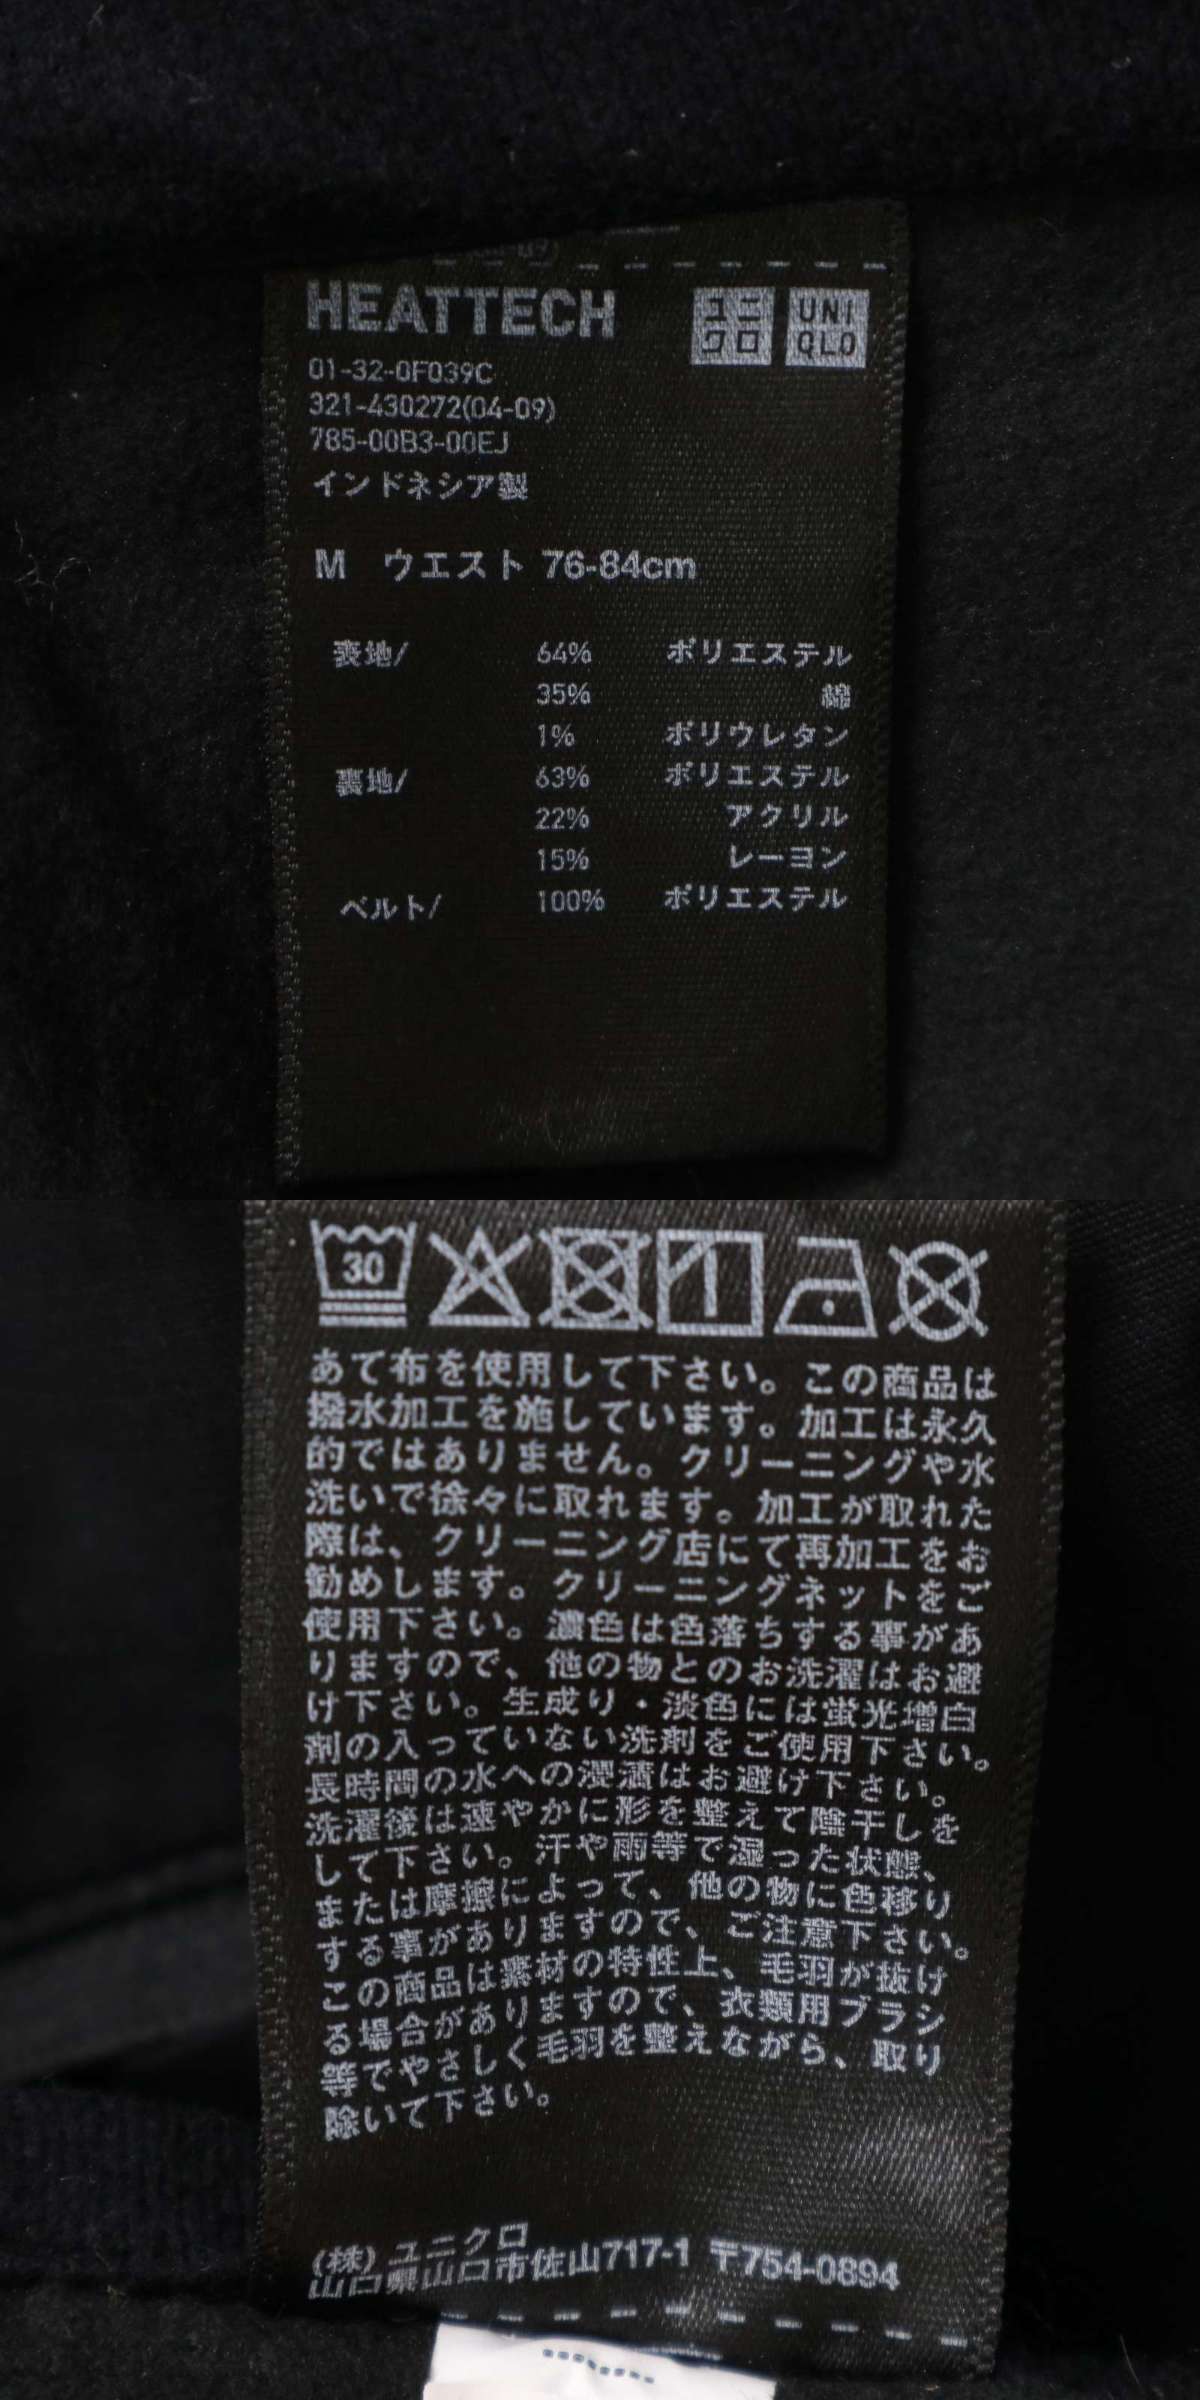 HEATTECH
ユニ
クロ
UNI
QLO
01-32-0F039C
321-430272(04-09)
785-00B3-00EJ
インドネシア製
M ウエスト 76-84cm
表地/ 64% ポリエステル
35% 綿
1% ポリウレタン
裏地/ 63% ポリエステル
22% アクリル
15% レーヨン
ベルト/ 100% ポリエステル
30
あて布を使用して下さい。この商品は
撥水加工を施しています。加工は永久
的ではありません。クリーニングや水
洗いで徐々に取れます。加工が取れた
際は、クリーニング店にて再加工をお
勧めします。クリーニングネットをご
使用下さい。濃色は色落ちする事があ
りますので、他の物とのお洗濯はお避
け下さい。生成り・淡色には蛍光増白
剤の入っていない洗剤をご使用下さい。
長時間の水への浸漬はお避け下さい。
洗濯後は速やかに形を整えて陰干しを
して下さい。汗や雨等で湿った状態、
または摩擦によって、他の物に色移り
する事がありますので、ご注意下さい。
この商品は素材の特性上、毛羽が抜け
る場合がありますので、衣類用ブラシ
等でやさしく毛羽を整えながら、取り
除いて下さい。
(株)ユニクロ
山口県山口市佐山717-1 〒754-0894